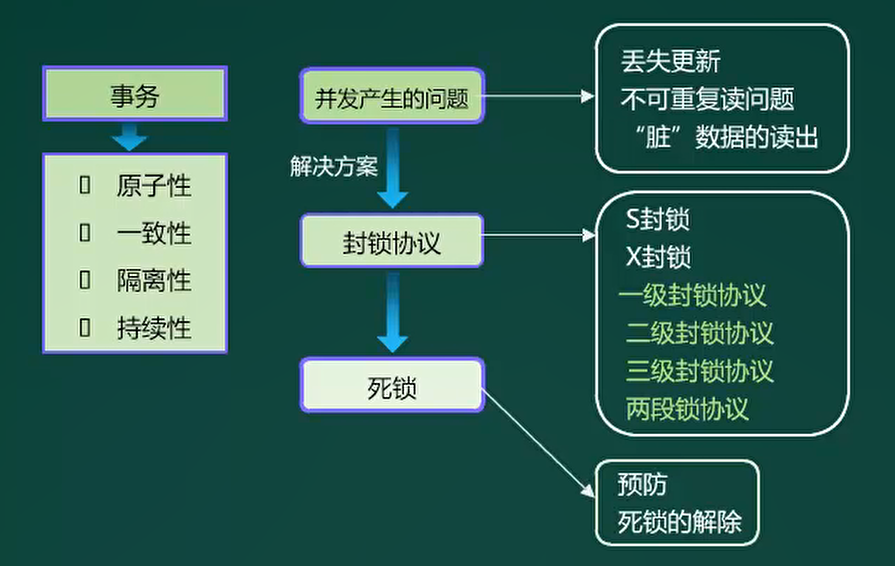 事务
原子性
一致性
隔离性
持续性
并发产生的问题
解决方案
封锁协议
死锁
丢失更新
不可重复读问题
“脏”数据的读出
S封锁
X封锁
一级封锁协议
二级封锁协议
三级封锁协议
两段锁协议
预防
死锁的解除